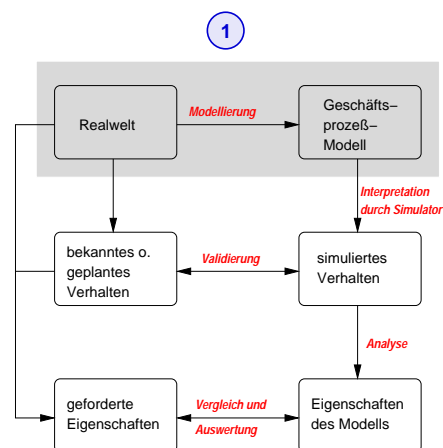 1
Realwelt
Modellierung
Geschäfts–
prozeß–
Modell
Interpretation
durch Simulator
bekanntes o.
geplantes
Verhalten
Validierung
simuliertes
Verhalten
Analyse
geforderte
Eigenschaften
Vergleich und
Auswertung
Eigenschaften
des Modells